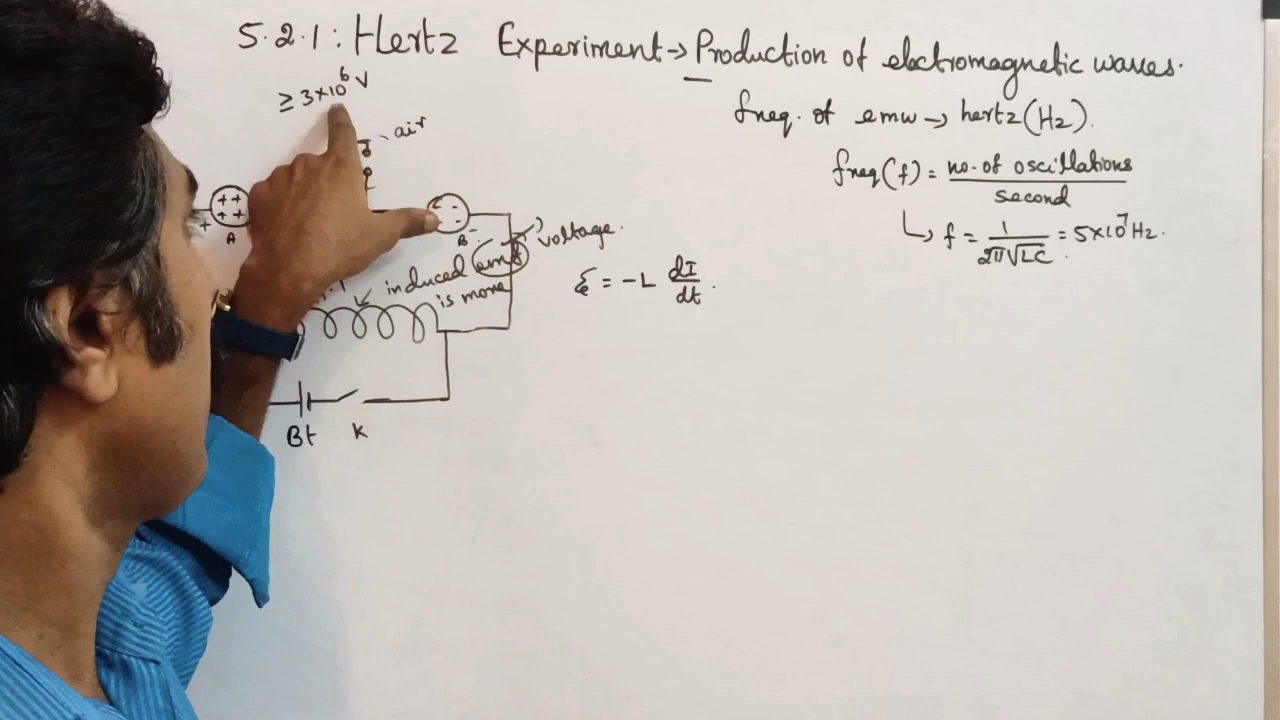 5.2.1: Hertz Experiment → Production of electromagnetic waves.
≥ 3×10⁶ V
freq. of emw → hertz (Hz).
air
freq (f) = no. of oscillations / second
f = 1 / 2π√LC = 5×10⁷ Hz.
+ +
+ +
+
A
- -
-
B
-
voltage.
induced emf
is more
ξ = -L dI/dt.
Bt K